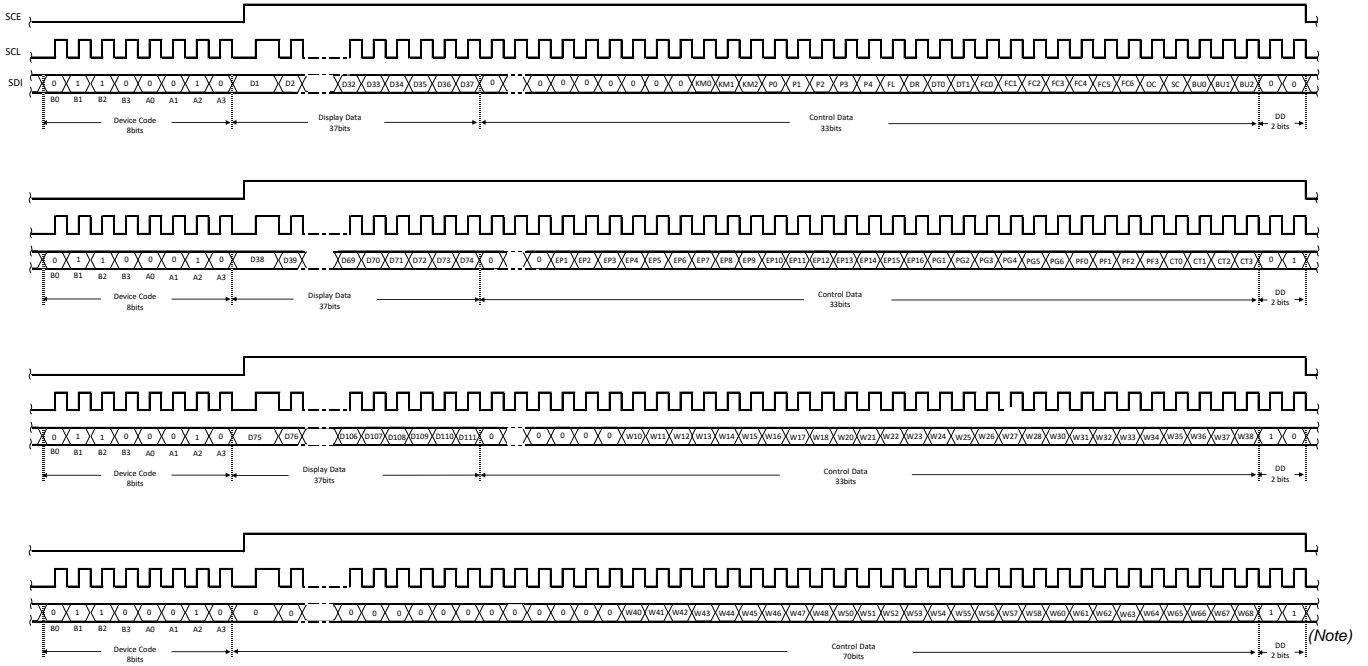 SCE
SCL
SDI 0 1 1 0 0 0 1 0 D1 D2 D32 D33 D34 D35 D36 D37 0 0 0 0 0 0 0 0 KM0 KM1 KM2 P0 P1 P2 P3 P4 FL DR DT0 DT1 FC0 FC1 FC2 FC3 FC4 FC5 FC6 OC SC BU0 BU1 BU2 0 0
B0 B1 B2 B3 A0 A1 A2 A3
Device Code Display Data Control Data DD
8bits 37bits 33bits 2 bits
0 1 1 0 0 0 1 0 D38 D39 D69 D70 D71 D72 D73 D74 0 0 EP1 EP2 EP3 EP4 EP5 EP6 EP7 EP8 EP9 EP10 EP11 EP12 EP13 EP14 EP15 EP16 PG1 PG2 PG3 PG4 PG5 PG6 PF0 PF1 PF2 PF3 CT0 CT1 CT2 CT3 0 1
B0 B1 B2 B3 A0 A1 A2 A3
Device Code Display Data Control Data DD
8bits 37bits 33bits 2 bits
0 1 1 0 0 0 1 0 D75 D76 D106 D107 D108 D109 D110 D111 0 0 0 0 0 W10 W11 W12 W13 W14 W15 W16 W17 W18 W20 W21 W22 W23 W24 W25 W26 W27 W28 W30 W31 W32 W33 W34 W35 W36 W37 W38 1 0
B0 B1 B2 B3 A0 A1 A2 A3
Device Code Display Data Control Data DD
8bits 37bits 33bits 2 bits
0 1 1 0 0 0 1 0 0 0 0 0 0 0 0 0 0 0 0 0 0 0 W40 W41 W42 W43 W44 W45 W46 W47 W48 W50 W51 W52 W53 W54 W55 W56 W57 W58 W60 W61 W62 W63 W64 W65 W66 W67 W68 1 1
B0 B1 B2 B3 A0 A1 A2 A3 (Note)
Device Code Control Data DD
8bits 70bits 2 bits